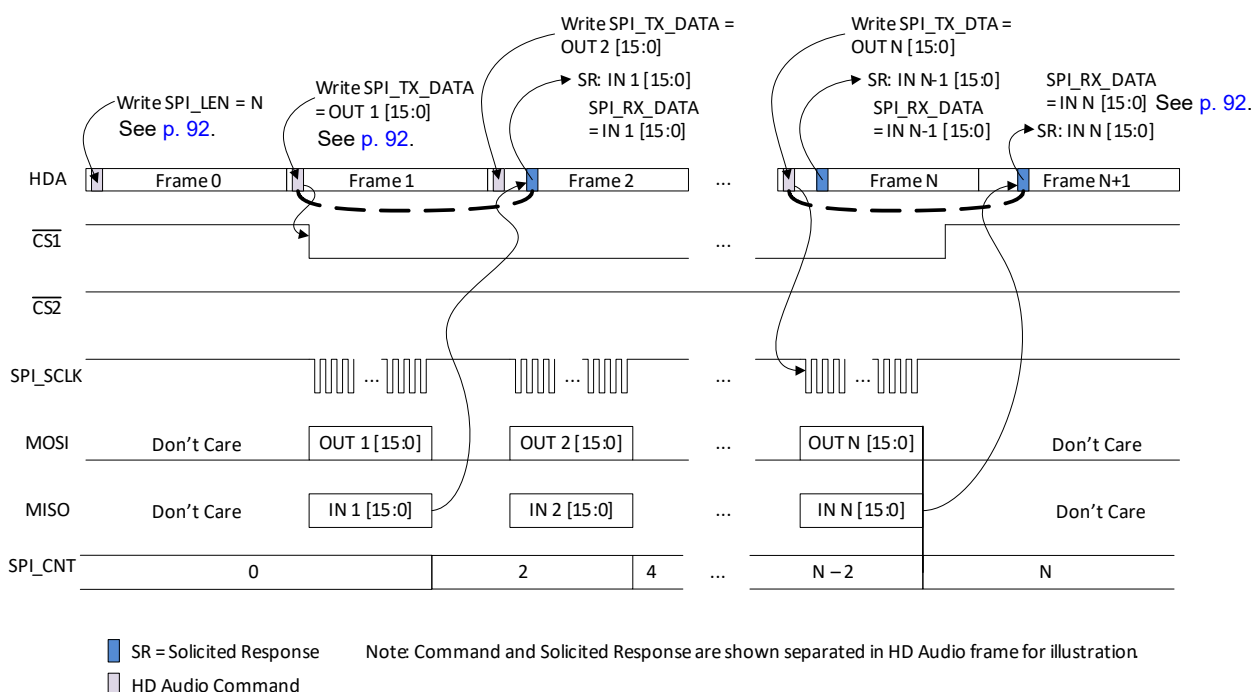 Write SPI_LEN = N
See p. 92.
Write SPI_TX_DATA
= OUT 1 [15:0]
See p. 92.
Write SPI_TX_DATA =
OUT 2 [15:0]
SR: IN 1 [15:0]
SPI_RX_DATA
= IN 1 [15:0]
Write SPI_TX_DTA =
OUT N [15:0]
SR: IN N-1 [15:0]
SPI_RX_DATA
= IN N-1 [15:0]
SPI_RX_DATA
= IN N [15:0] See p. 92.
SR: IN N [15:0]
HDA Frame 0 Frame 1 Frame 2 ... Frame N Frame N+1
CS1 ...
CS2
SPI_SCLK ... ... ... ...
MOSI Don't Care OUT 1 [15:0] OUT 2 [15:0] ... OUT N [15:0] Don't Care
MISO Don't Care IN 1 [15:0] IN 2 [15:0] ... IN N [15:0] Don't Care
SPI_CNT 0 2 4 ... N – 2 N
SR = Solicited Response Note: Command and Solicited Response are shown separated in HD Audio frame for illustration.
HD Audio Command